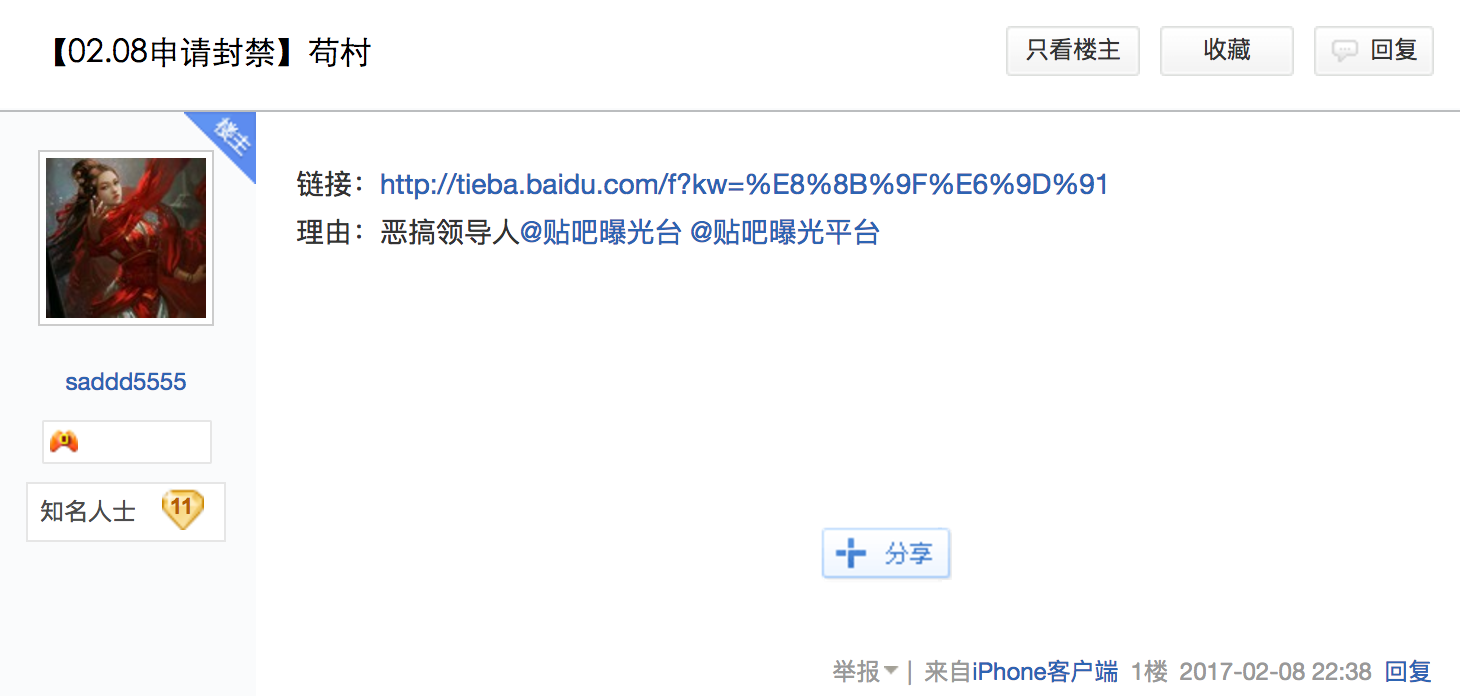 【02.08申请封禁】苟村
只看楼主
收藏
回复
楼主
链接：http://tieba.baidu.com/f?kw=%E8%8B%9F%E6%9D%91
理由：恶搞领导人@贴吧曝光台 @贴吧曝光平台
saddd5555
知名人士 11
分享
举报 | 来自iPhone客户端 1楼 2017-02-08 22:38 回复